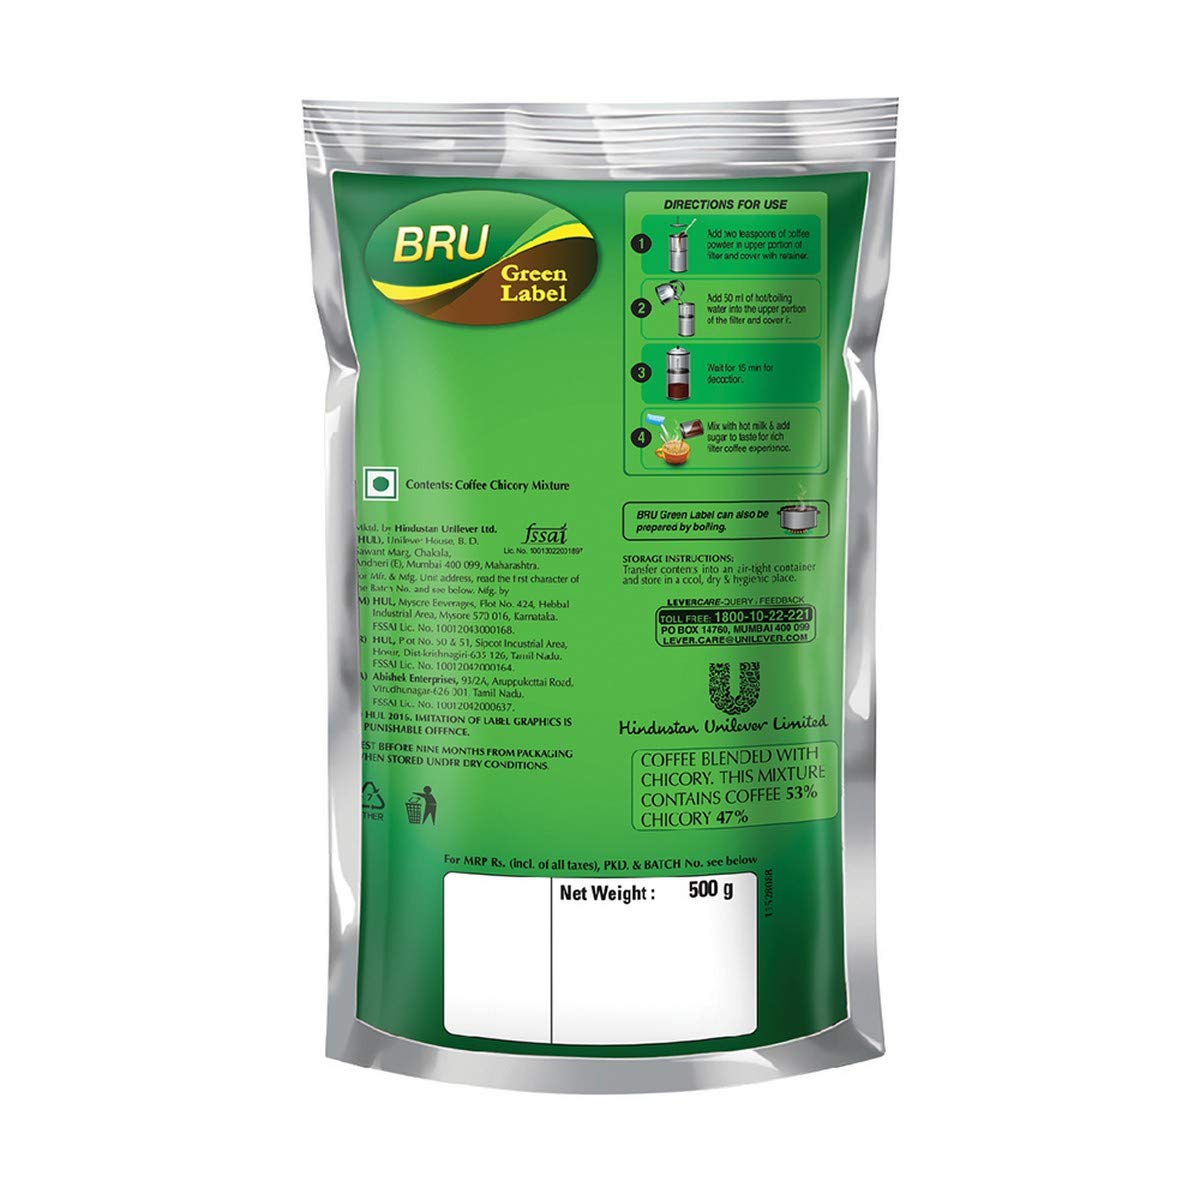 BRU
Green
Label
DIRECTIONS FOR USE
1
Add two teaspoons of coffee
powder in upper portion of
filter and cover with retainer.
2
Add 50 ml of hot/boiling
water into the upper portion
of the filter and cover it.
3
Wait for 15 min for
decoction.
4
Mix with hot milk & add
sugar to taste for rich
filter coffee experience.
BRU Green Label can also be
prepared by boiling.
STORAGE INSTRUCTIONS:
Transfer contents into an air-tight container
and store in a cool, dry & hygienic place.
LEVERCARE-QUERY / FEEDBACK
TOLL FREE: 1800-10-22-221
PO BOX 14760, MUMBAI 400 099
LEVER.CARE@UNILEVER.COM
Hindustan Unilever Limited
COFFEE BLENDED WITH
CHICORY. THIS MIXTURE
CONTAINS COFFEE 53%
CHICORY 47%
Contents: Coffee Chicory Mixture
Mktd. by Hindustan Unilever Ltd.
(HUL), Unilever House, B. D.
Sawant Marg, Chakala,
Andheri (E), Mumbai 400 099, Maharashtra.
fssai
Lic. No.
For Mfr. & Mfg. Unit address, read the first character of
the Batch No. and see below. Mfg. by
M) HUL, Mysore Beverages, Plot No. 424, Hebbal
Industrial Area, Mysore 570 016, Karnataka.
FSSAI Lic. No. 10012043000168.
HUL, Plot No. 50 & 51, Sipcot Industrial Area,
Hosur, Dist-krishnagiri-635 126, Tamil Nadu.
FSSAI Lic. No. 10012042000164.
A) Abishek Enterprises, 93/2A, Aruppukottai Road,
Virudhunagar-626 001. Tamil Nadu.
FSSAI Lic. No. 10012042000637.
HUL 2016. IMITATION OF LABEL GRAPHICS IS
PUNISHABLE OFFENCE.
EST BEFORE NINE MONTHS FROM PACKAGING
WHEN STORED UNDER DRY CONDITIONS.
7
THER
For MRP Rs. (incl. of all taxes), PKD. & BATCH No. see below
Net Weight : 500 g